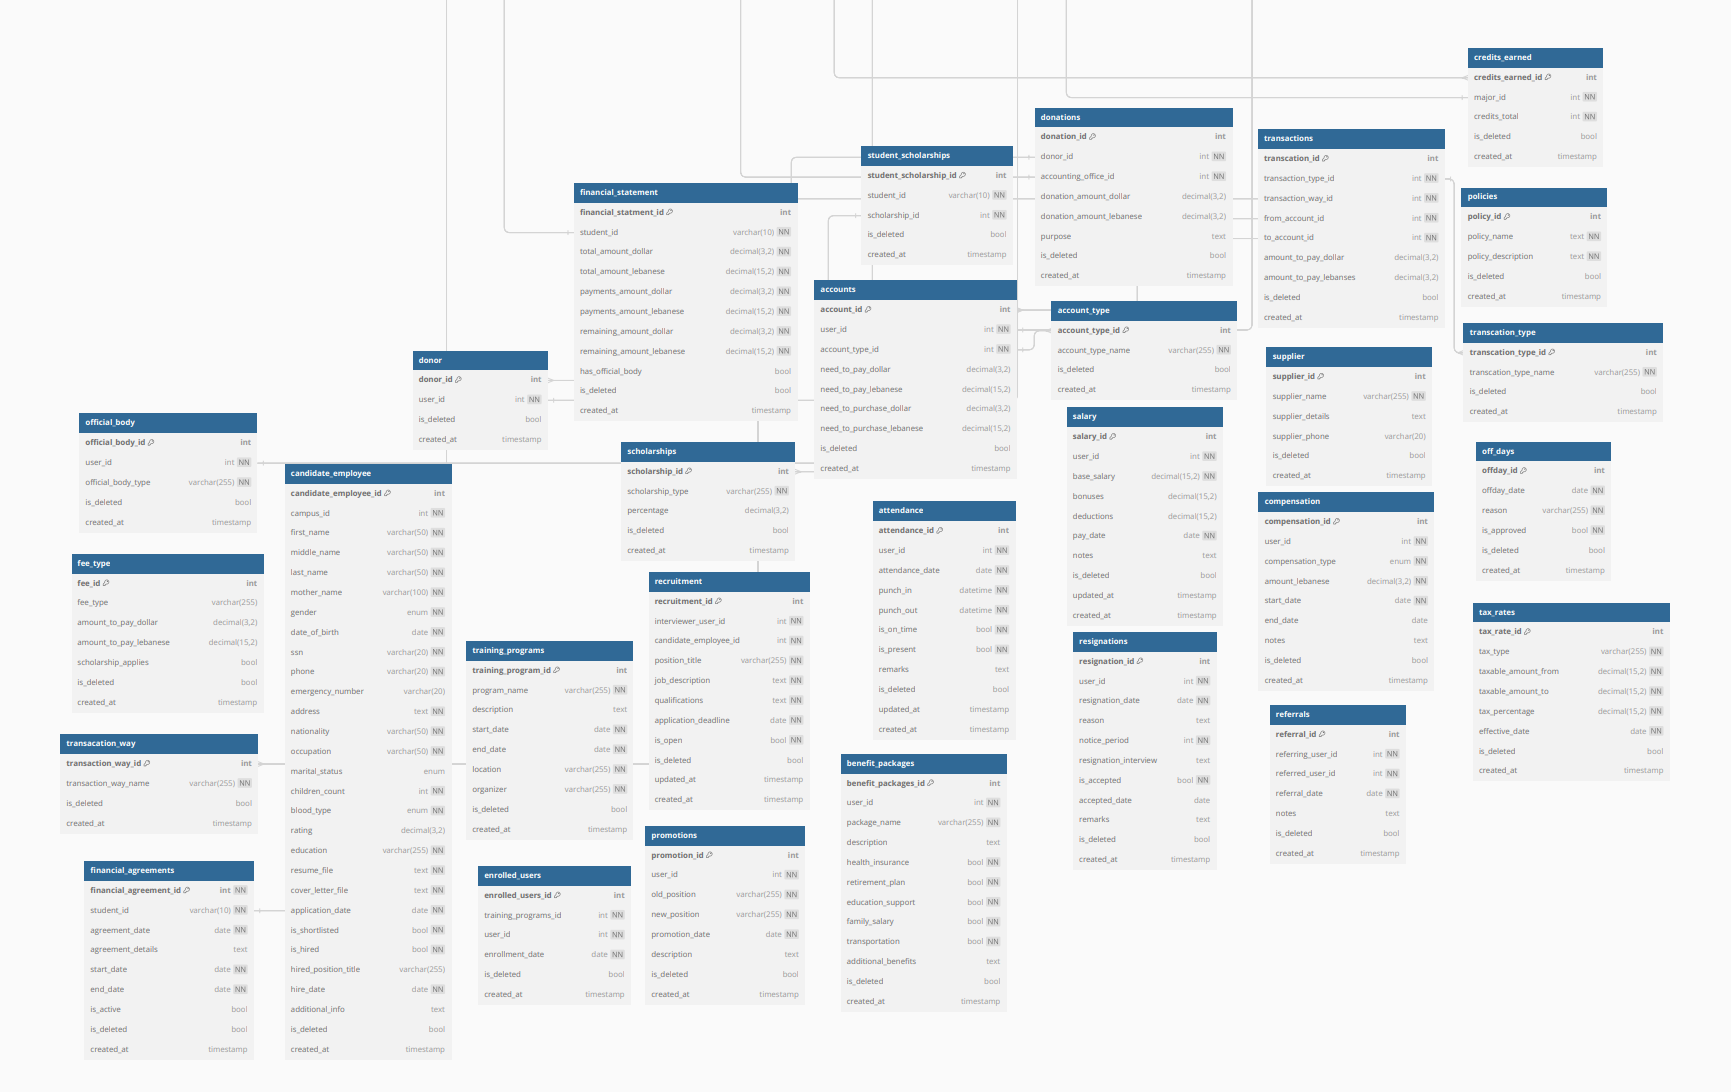 credits_earned
credits_earned_id int
major_id int NN
credits_total int NN
is_deleted bool
created_at timestamp
donations
donation_id int
donor_id int NN
accounting_office_id int NN
donation_amount_dollar decimal(3,2)
donation_amount_lebanese decimal(3,2)
purpose text
is_deleted bool
created_at timestamp
transactions
transcation_id int
transaction_type_id int NN
transaction_way_id int NN
from_account_id int NN
to_account_id int NN
amount_to_pay_dollar decimal(3,2)
amount_to_pay_lebanses decimal(3,2)
is_deleted bool
created_at timestamp
student_scholarships
student_scholarship_id int
student_id varchar(10) NN
scholarship_id int NN
is_deleted bool
created_at timestamp
financial_statement
financial_statment_id int
student_id varchar(10) NN
total_amount_dollar decimal(3,2) NN
total_amount_lebanese decimal(15,2) NN
payments_amount_dollar decimal(3,2) NN
payments_amount_lebanese decimal(15,2) NN
remaining_amount_dollar decimal(3,2) NN
remaining_amount_lebanese decimal(15,2) NN
has_official_body bool
is_deleted bool
created_at timestamp
policies
policy_id int
policy_name text NN
policy_description text NN
is_deleted bool
created_at timestamp
accounts
account_id int
user_id int NN
account_type_id int NN
need_to_pay_dollar decimal(3,2)
need_to_pay_lebanese decimal(15,2)
need_to_purchase_dollar decimal(3,2)
need_to_purchase_lebanese decimal(15,2)
is_deleted bool
created_at timestamp
account_type
account_type_id int
account_type_name varchar(255) NN
is_deleted bool
created_at timestamp
transcation_type
transcation_type_id int
transcation_type_name varchar(255) NN
is_deleted bool
created_at timestamp
supplier
supplier_id int
supplier_name varchar(255) NN
supplier_details text
supplier_phone varchar(20)
is_deleted bool
created_at timestamp
donor
donor_id int
user_id int NN
is_deleted bool
created_at timestamp
official_body
official_body_id int
user_id int NN
official_body_type varchar(255) NN
is_deleted bool
created_at timestamp
salary
salary_id int
user_id int NN
base_salary decimal(15,2) NN
bonuses decimal(15,2)
deductions decimal(15,2)
pay_date date NN
notes text
is_deleted bool
updated_at timestamp
created_at timestamp
off_days
offday_id int
offday_date date NN
reason varchar(255) NN
is_approved bool NN
is_deleted bool
created_at timestamp
scholarships
scholarship_id int
scholarship_type varchar(255) NN
percentage decimal(3,2)
is_deleted bool
created_at timestamp
candidate_employee
candidate_employee_id int
campus_id int NN
first_name varchar(50) NN
middle_name varchar(50) NN
last_name varchar(50) NN
mother_name varchar(100) NN
gender enum NN
date_of_birth date NN
ssn varchar(20) NN
phone varchar(20) NN
emergency_number varchar(20)
address text NN
nationality varchar(50) NN
occupation varchar(50) NN
marital_status enum
children_count int NN
blood_type enum NN
rating decimal(3,2)
education varchar(255) NN
resume_file text NN
cover_letter_file text NN
application_date date NN
is_shortlisted bool NN
is_hired bool NN
hired_position_title varchar(255)
hire_date date NN
additional_info text
is_deleted bool
created_at timestamp
compensation
compensation_id int
user_id int NN
compensation_type enum NN
amount_lebanese decimal(3,2) NN
start_date date NN
end_date date
notes text
is_deleted bool
created_at timestamp
attendance
attendance_id int
user_id int NN
attendance_date date NN
punch_in datetime NN
punch_out datetime NN
is_on_time bool NN
is_present bool NN
remarks text
is_deleted bool
updated_at timestamp
created_at timestamp
fee_type
fee_id int
fee_type varchar(255)
amount_to_pay_dollar decimal(3,2)
amount_to_pay_lebanese decimal(15,2)
scholarship_applies bool
is_deleted bool
created_at timestamp
recruitment
recruitment_id int
interviewer_user_id int NN
candidate_employee_id int NN
position_title varchar(255) NN
job_description text NN
qualifications text NN
application_deadline date NN
is_open bool NN
is_deleted bool
updated_at timestamp
created_at timestamp
tax_rates
tax_rate_id int
tax_type varchar(255) NN
taxable_amount_from decimal(15,2) NN
taxable_amount_to decimal(15,2) NN
tax_percentage decimal(15,2) NN
effective_date date NN
is_deleted bool
created_at timestamp
resignations
resignation_id int
user_id int NN
resignation_date date NN
reason text
notice_period int NN
resignation_interview text
is_accepted bool NN
accepted_date date
remarks text
is_deleted bool
created_at timestamp
training_programs
training_program_id int
program_name varchar(255) NN
description text
start_date date NN
end_date date NN
location varchar(255) NN
organizer varchar(255) NN
is_deleted bool
created_at timestamp
referrals
referral_id int
referring_user_id int NN
referred_user_id int NN
referral_date date NN
notes text
is_deleted bool
created_at timestamp
transacation_way
transaction_way_id int
transaction_way_name varchar(255) NN
is_deleted bool
created_at timestamp
benefit_packages
benefit_packages_id int
user_id int NN
package_name varchar(255) NN
description text
health_insurance bool NN
retirement_plan bool NN
education_support bool NN
family_salary bool NN
transportation bool NN
additional_benefits text
is_deleted bool
created_at timestamp
promotions
promotion_id int
user_id int NN
old_position varchar(255) NN
new_position varchar(255) NN
promotion_date date NN
description text
is_deleted bool
created_at timestamp
financial_agreements
financial_agreement_id int NN
student_id varchar(10) NN
agreement_date date NN
agreement_details text
start_date date NN
end_date date NN
is_active bool
is_deleted bool
created_at timestamp
enrolled_users
enrolled_users_id int
training_programs_id int NN
user_id int NN
enrollment_date date NN
is_deleted bool
created_at timestamp